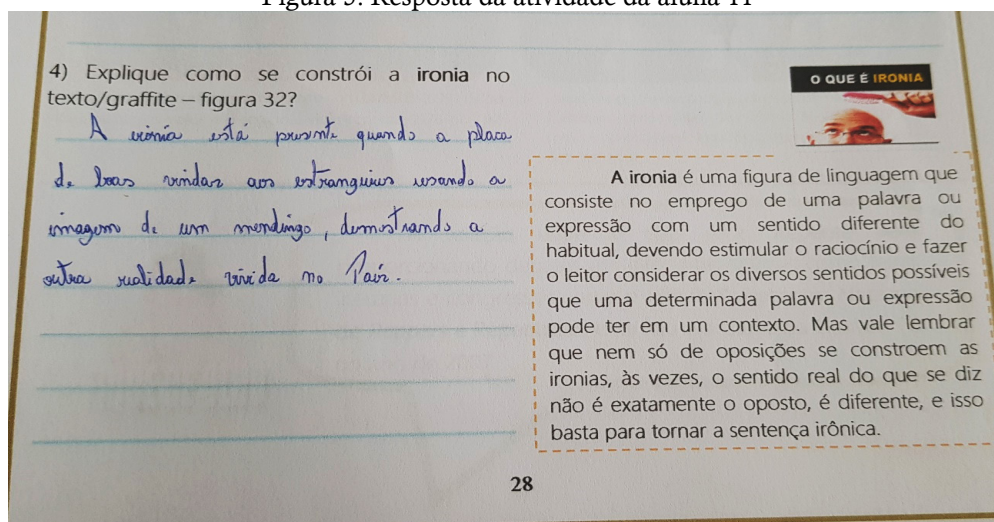 Figura 5: Resposta da atividade da aluna 11
4) Explique como se constrói a ironia no
texto/graffite – figura 32?
A ironia está presente quando a placa
de boas vindas aos estrangueiros usando a
imagem de um mendingo, demostrando a
outra realidade vivida no País.
O QUE É IRONIA
A ironia é uma figura de linguagem que
consiste no emprego de uma palavra ou
expressão com um sentido diferente do
habitual, devendo estimular o raciocínio e fazer
o leitor considerar os diversos sentidos possíveis
que uma determinada palavra ou expressão
pode ter em um contexto. Mas vale lembrar
que nem só de oposições se constroem as
ironias, às vezes, o sentido real do que se diz
não é exatamente o oposto, é diferente, e isso
basta para tornar a sentença irônica.
28